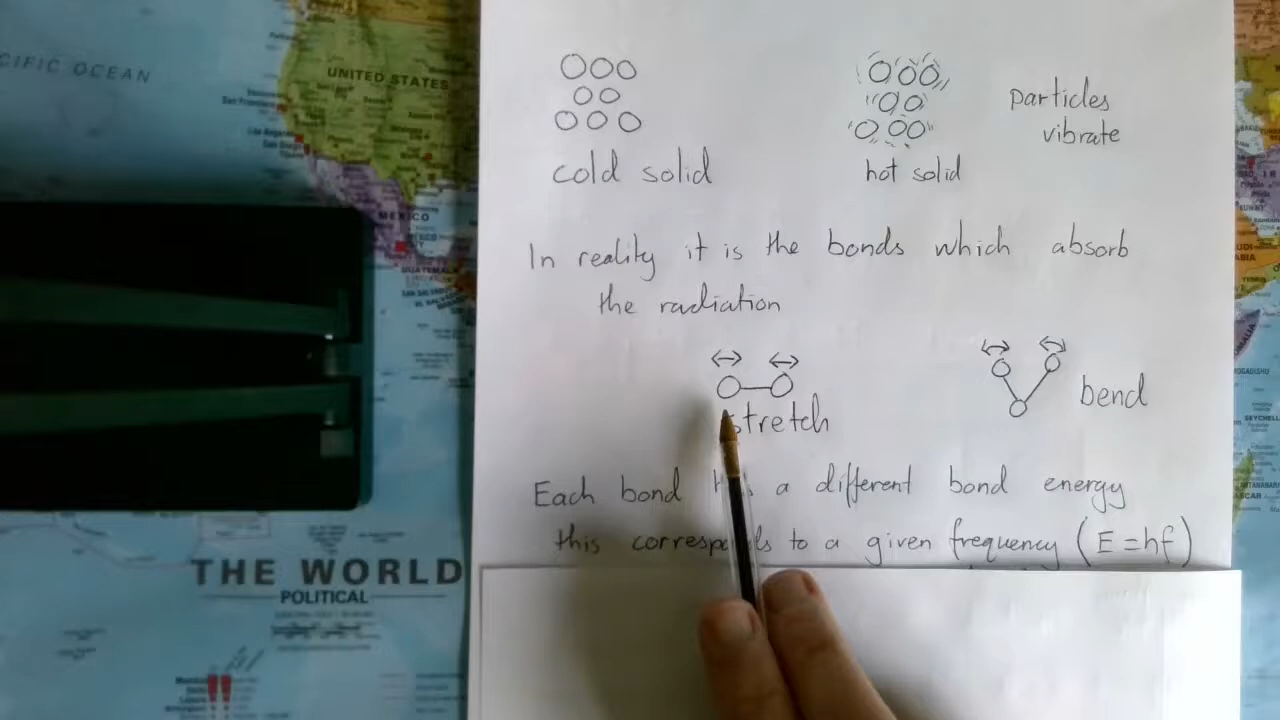 CIFIC OCEAN
UNITED STATES
MEXICO
THE WORLD
POLITICAL
cold solid
hot solid
particles
vibrate
In reality it is the bonds which absorb
the radiation
stretch
bend
Each bond a different bond energy
this to a given frequency (E=hf)